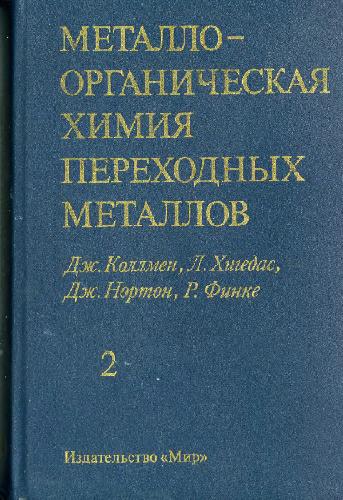 МЕТАЛЛО-
ОРГАНИЧЕСКАЯ
ХИМИЯ
ПЕРЕХОДНЫХ
МЕТАЛЛОВ
Дж. Коллмен, Л. Хигедас,
Дж. Нортон, Р. Финке
2
Издательство «Мир»